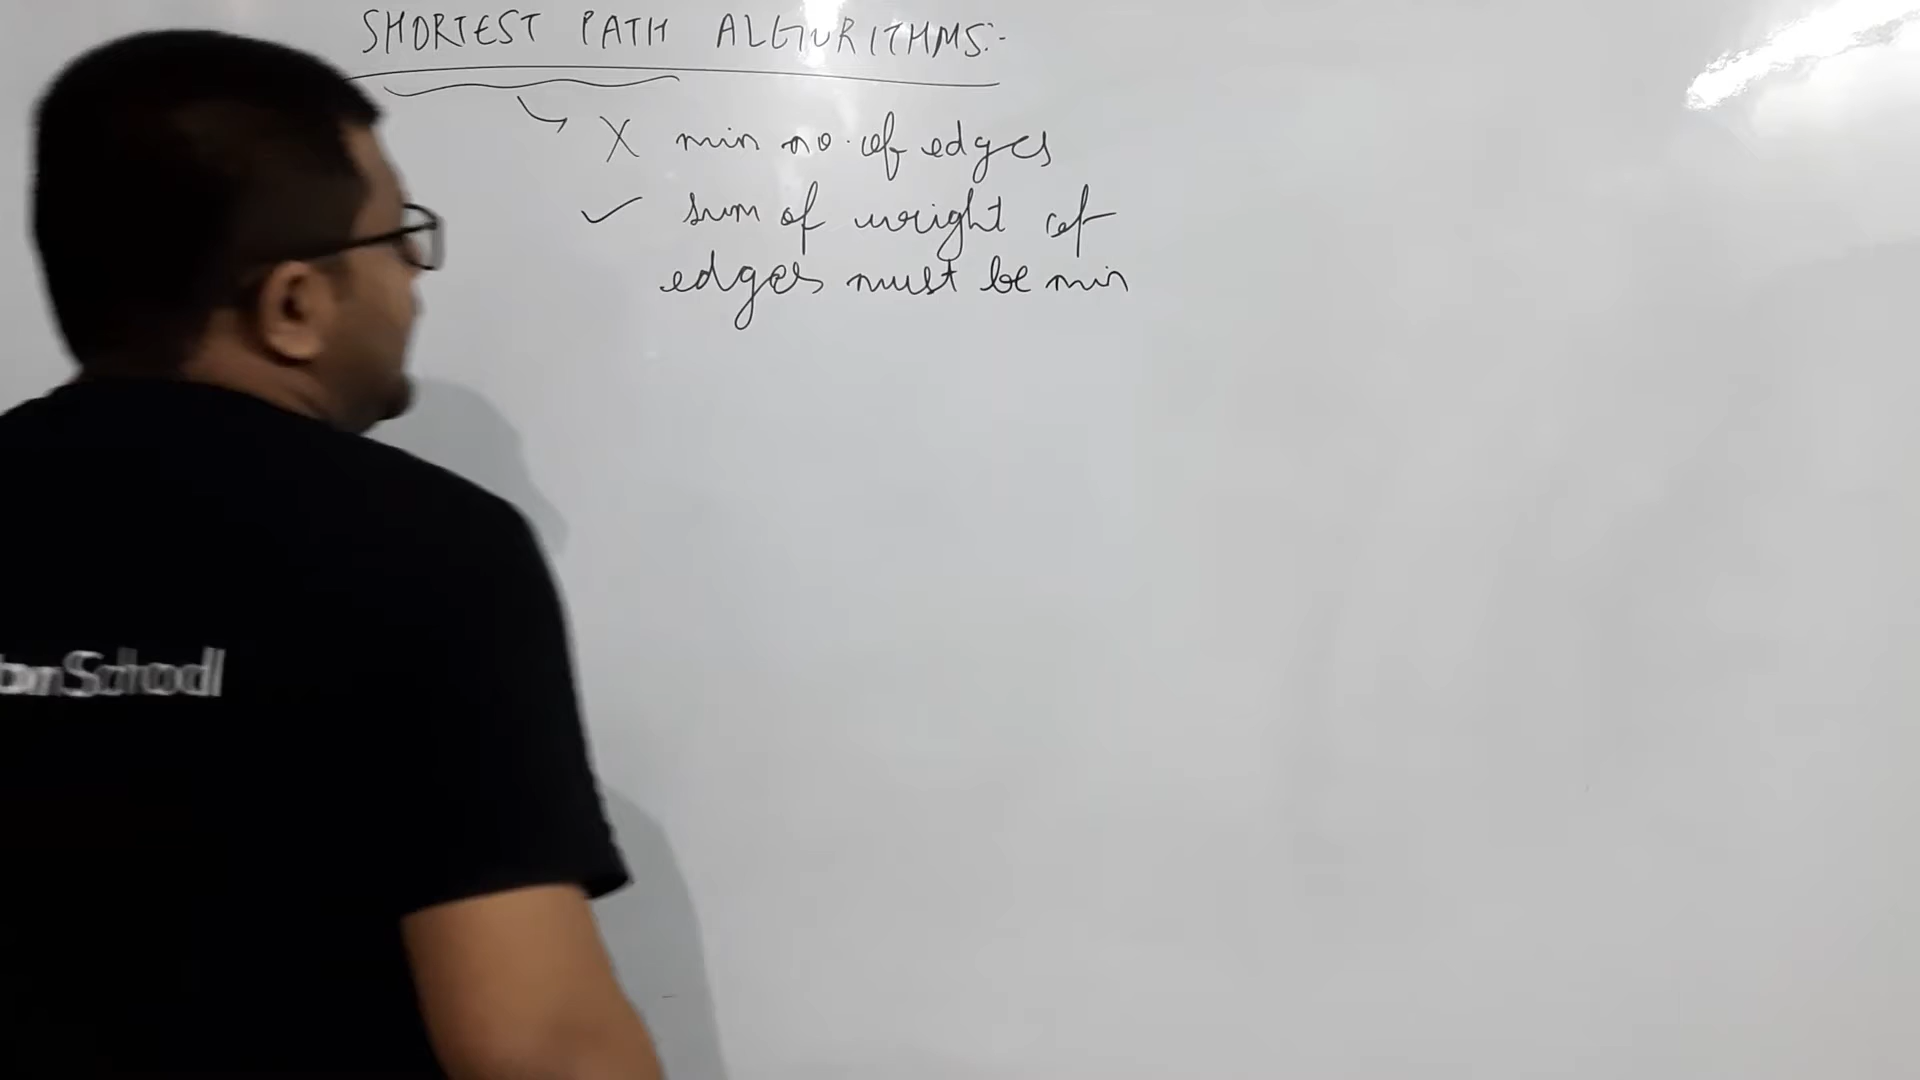 SHORTEST PATH ALGORITHMS:-
X min no. of edges
✓ sum of weight of
edges must be min
School